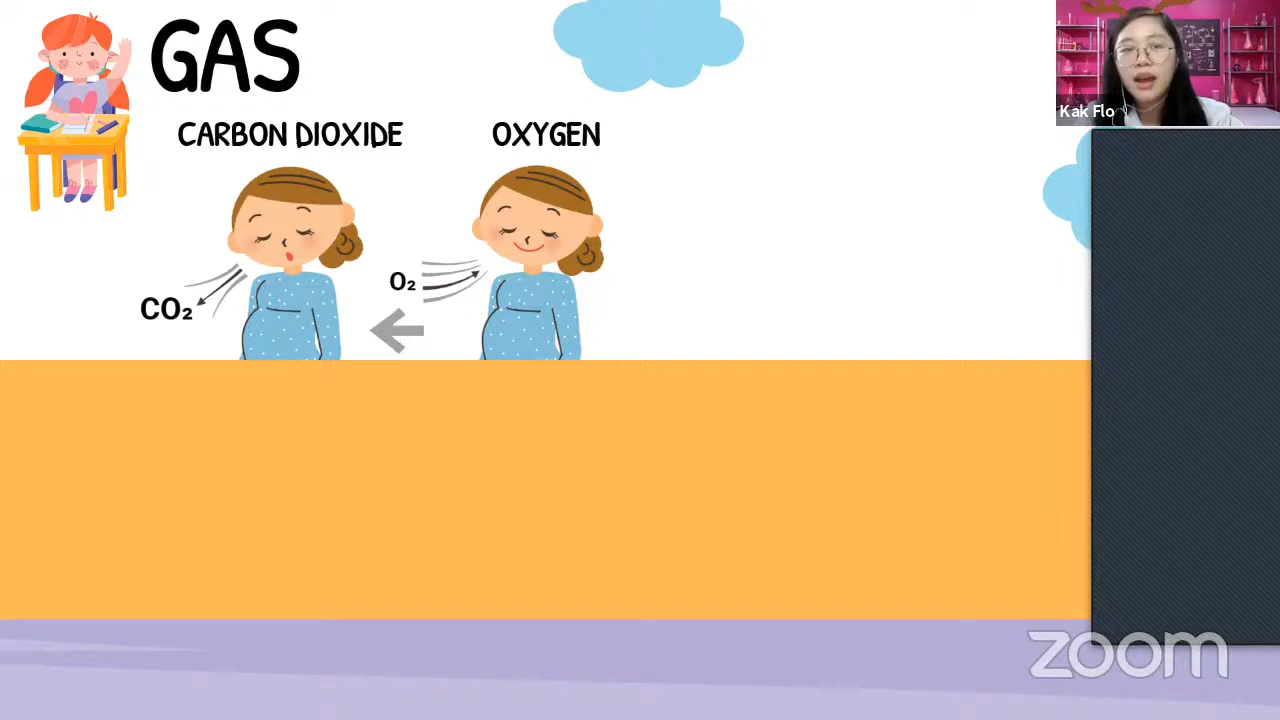 GAS
CARBON DIOXIDE
OXYGEN
CO₂
O₂
Kak Flo
zoom